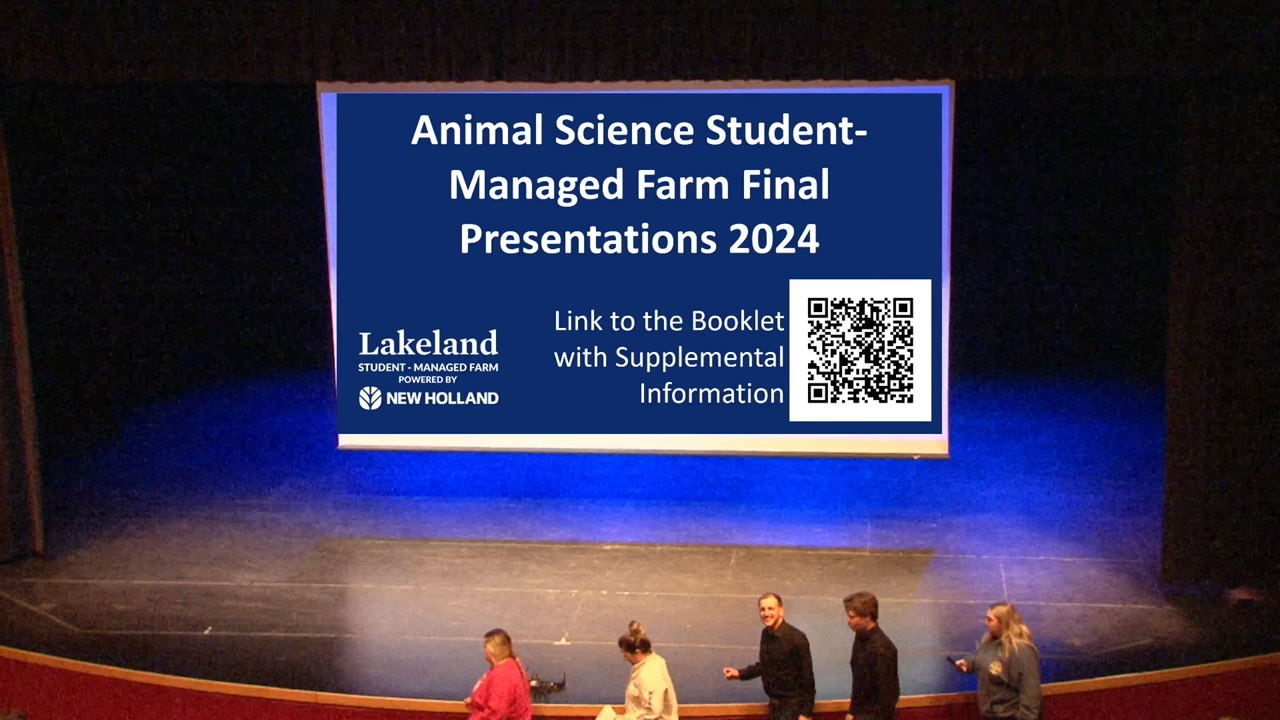 Animal Science Student-
Managed Farm Final
Presentations 2024
Link to the Booklet
with Supplemental
Information
Lakeland
STUDENT - MANAGED FARM
POWERED BY
NEW HOLLAND